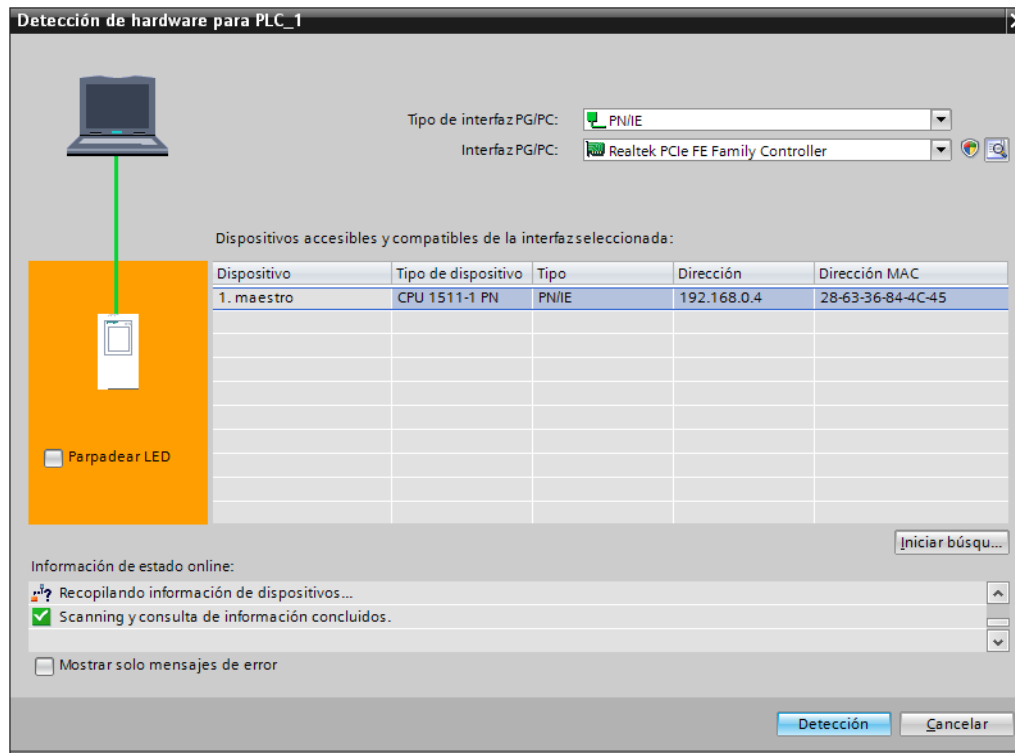 Detección de hardware para PLC_1
Tipo de interfaz PG/PC: PN/IE
Interfaz PG/PC: Realtek PCIe FE Family Controller
Dispositivos accesibles y compatibles de la interfaz seleccionada:
Dispositivo Tipo de dispositivo Tipo Dirección Dirección MAC
1. maestro CPU 1511-1 PN PN/IE 192.168.0.4 28-63-36-84-4C-45
Parpadear LED
Iniciar búsqu...
Información de estado online:
Recopilando información de dispositivos...
Scanning y consulta de información concluidos.
Mostrar solo mensajes de error
Detección Cancelar